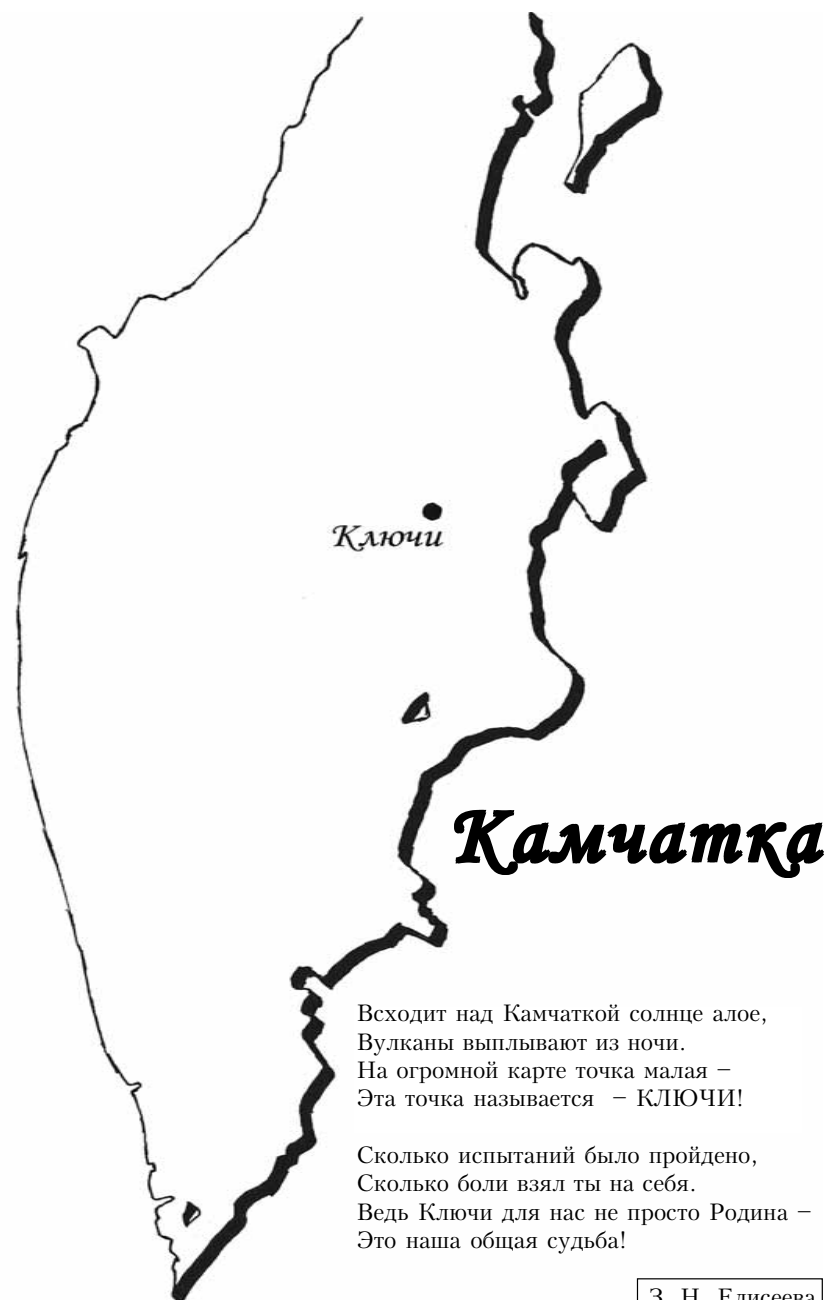 Ключи
Камчатка
Всходит над Камчаткой солнце алое,
Вулканы выплывают из ночи.
На огромной карте точка малая –
Эта точка называется – КЛЮЧИ!
Сколько испытаний было пройдено,
Сколько боли взял ты на себя.
Ведь Ключи для нас не просто Родина –
Это наша общая судьба!
З. Н. Елисеева